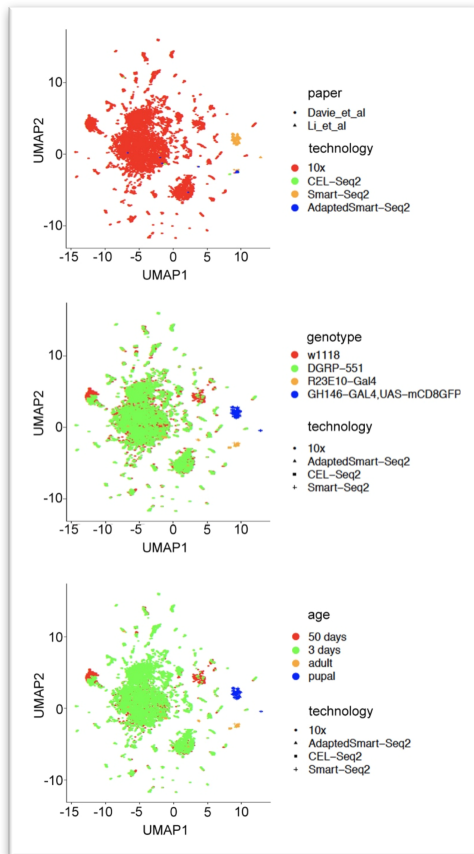 10
0
-10
UMAP2
-15 -10 -5 0 5 10
UMAP1
paper
Davie_et_al
Li_et_al
technology
10x
CEL-Seq2
Smart-Seq2
AdaptedSmart-Seq2
10
0
-10
UMAP2
-15 -10 -5 0 5 10
UMAP1
genotype
w1118
DGRP-551
R23E10-Gal4
GH146-GAL4,UAS-mCD8GFP
technology
10x
AdaptedSmart-Seq2
CEL-Seq2
Smart-Seq2
10
0
-10
UMAP2
-15 -10 -5 0 5 10
UMAP1
age
50 days
3 days
adult
pupal
technology
10x
AdaptedSmart-Seq2
CEL-Seq2
Smart-Seq2